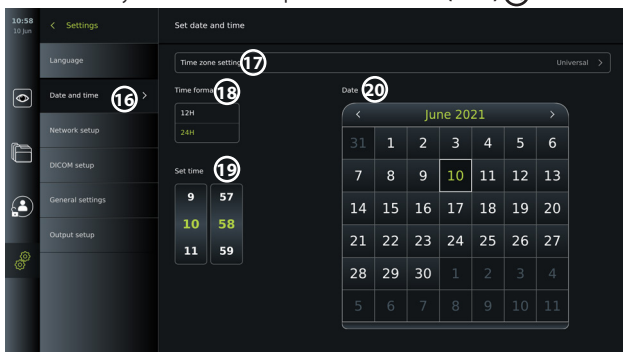 10:58
10 Jun
Settings
Set date and time
Language
Date and time
16
Network setup
DICOM setup
General settings
Output setup
Time zone setting
17
Universal
Time forma
18
12H
24H
Set time
19
9 57
10 58
11 59
Date
20
June 2021
31 1 2 3 4 5 6
7 8 9 10 11 12 13
14 15 16 17 18 19 20
21 22 23 24 25 26 27
28 29 30 1 2 3 4
5 6 7 8 9 10 11